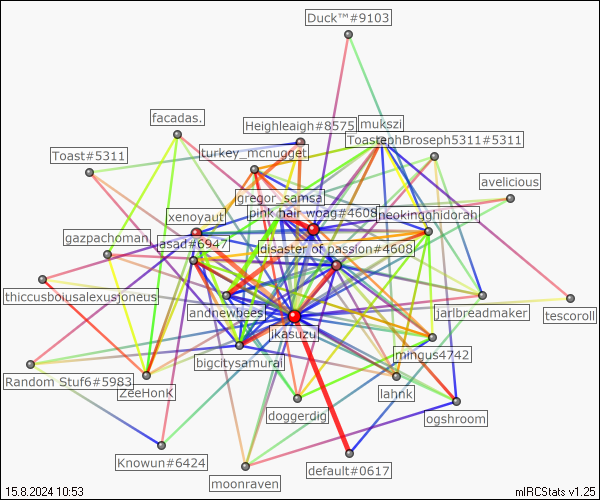 Duck™#9103
facadas.
Heighleaigh#8575
mukszi
ToastephBroseph5311#5311
Toast#5311
turkey_mcnugget
avelicious
gregor_samsa
xenoyaut
pink hair woag#4608
neokingghidorah
gazpachoman
asad#6947
disaster of passion#4608
thiccusboiusalexusjoneus
andnewbees
jarlbreadmaker
tescoroll
ikasuzu
bigcitysamurai
mingus4742
Random Stuf6#5983
ZeeHonK
lahnk
doggerdig
ogshroom
Knowun#6424
default#0617
moonraven
15.8.2024 10:53
mIRCStats v1.25